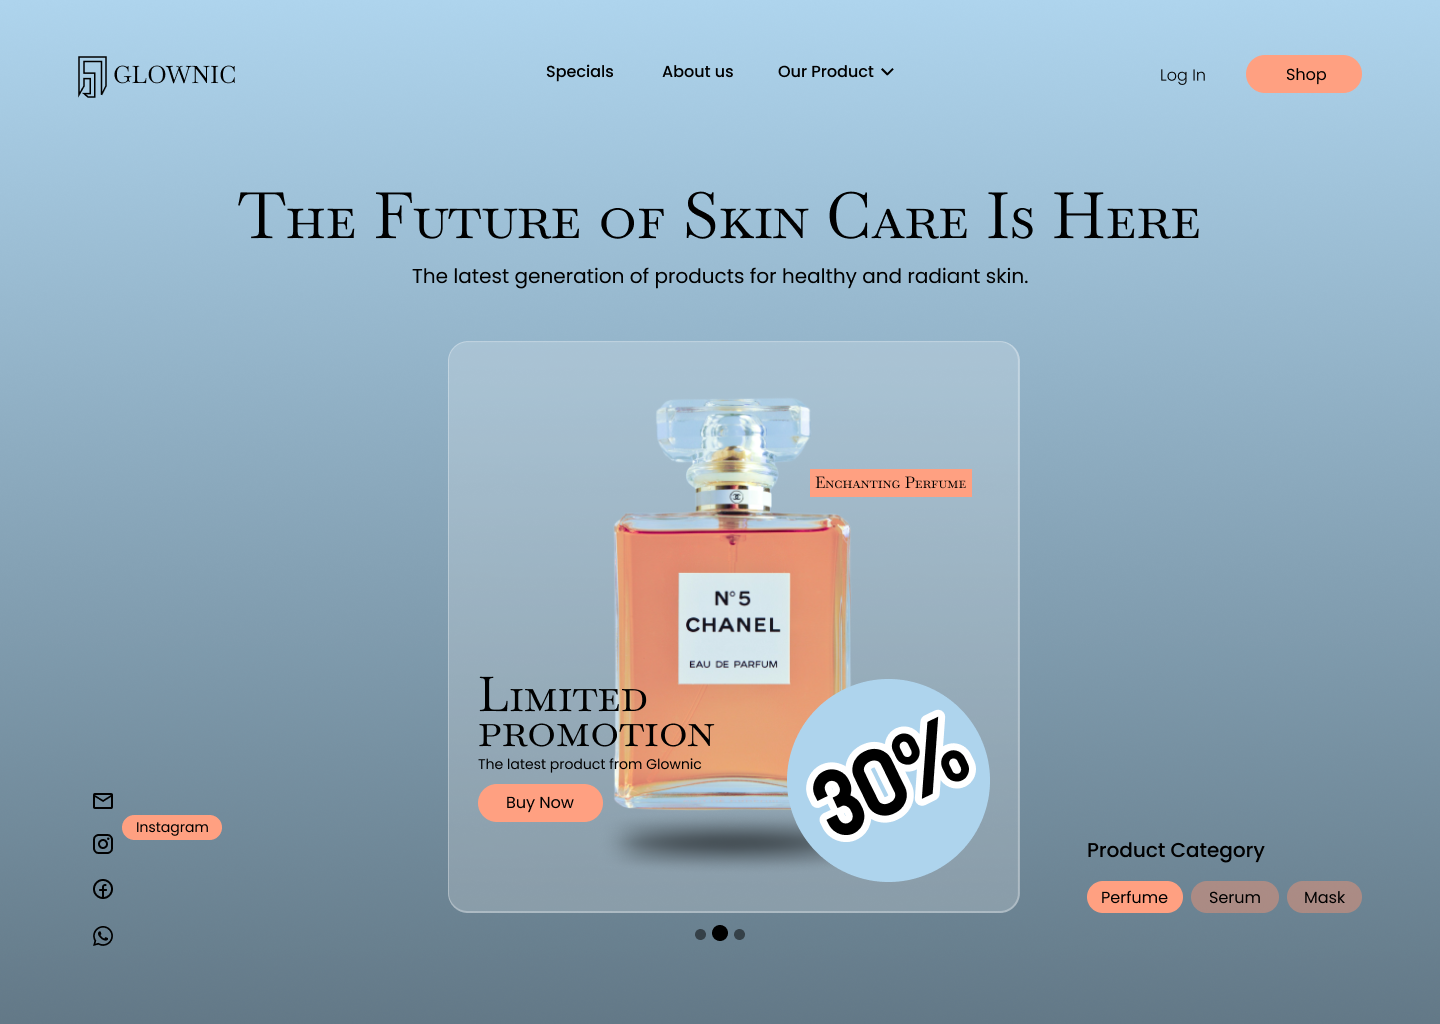 GLOWNIC
Specials
About us
Our Product
Log In
Shop
The Future of Skin Care Is Here
The latest generation of products for healthy and radiant skin.
Enchanting Perfume
N°5
CHANEL
EAU DE PARFUM
Limited
promotion
The latest product from Glownic
Buy Now
30%
Instagram
Product Category
Perfume
Serum
Mask